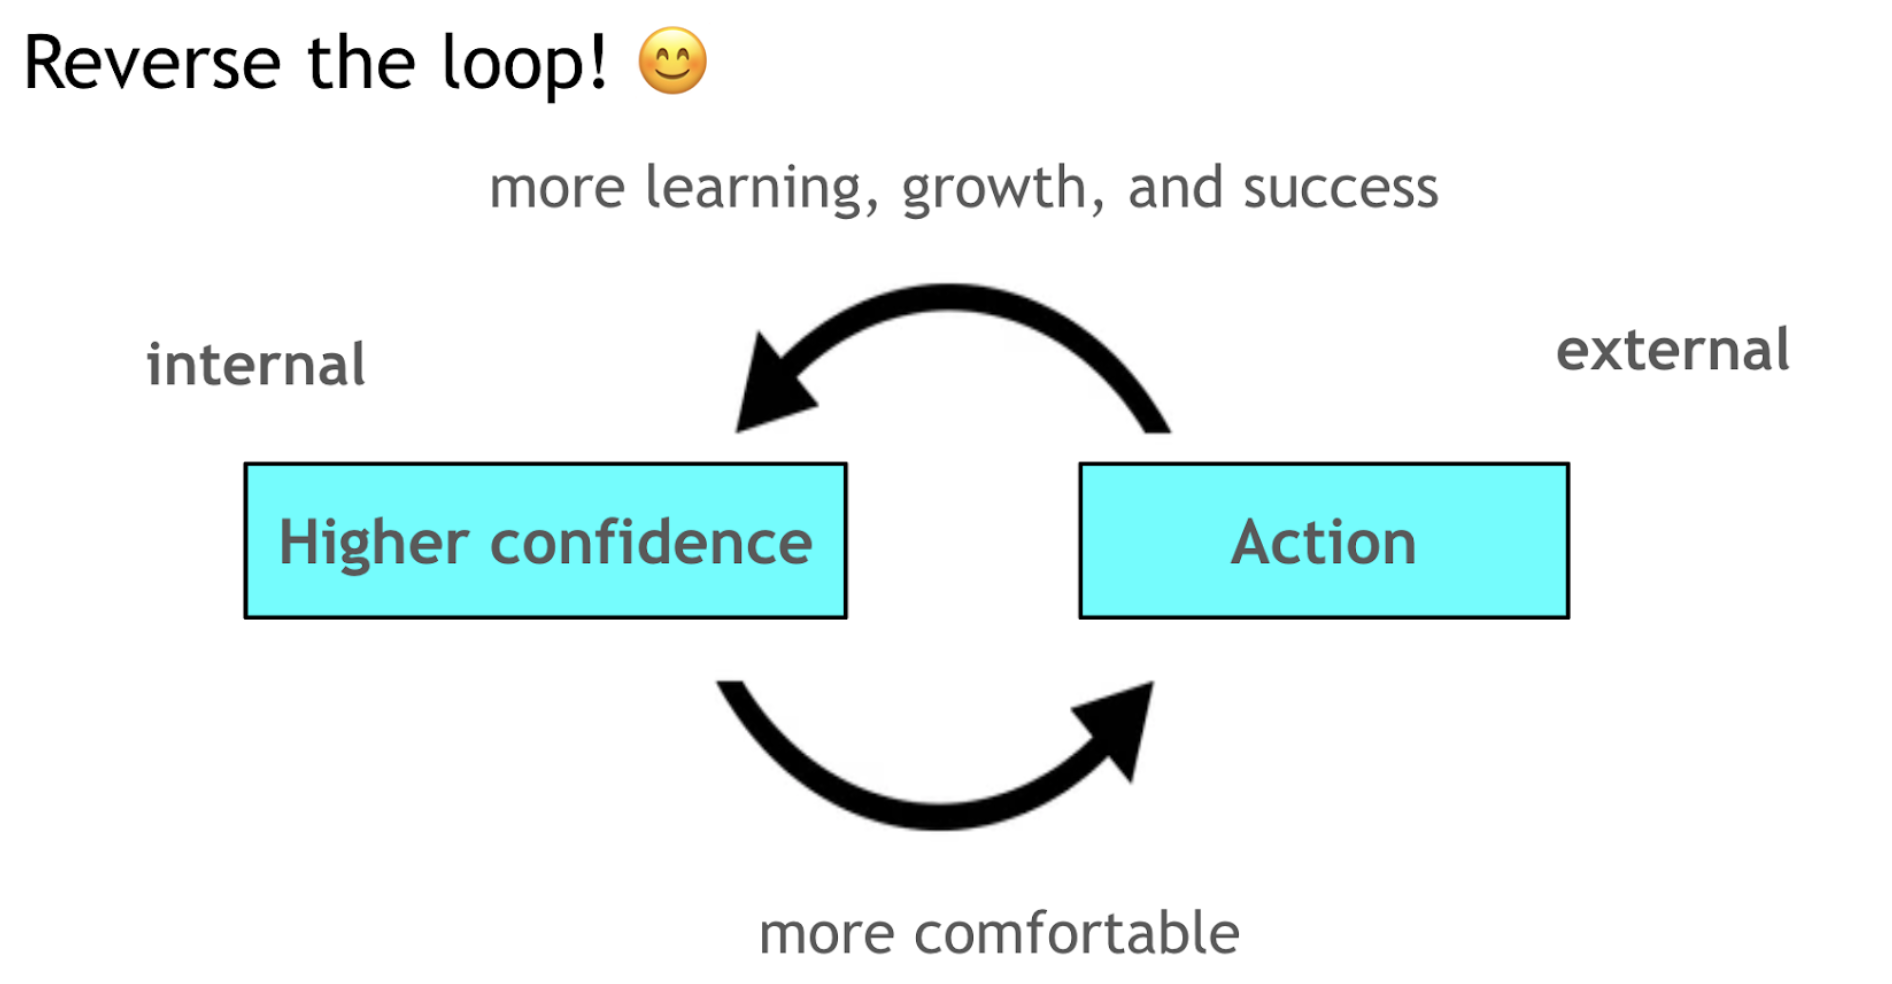 Reverse the loop! 😊
more learning, growth, and success
internal
external
Higher confidence
Action
more comfortable